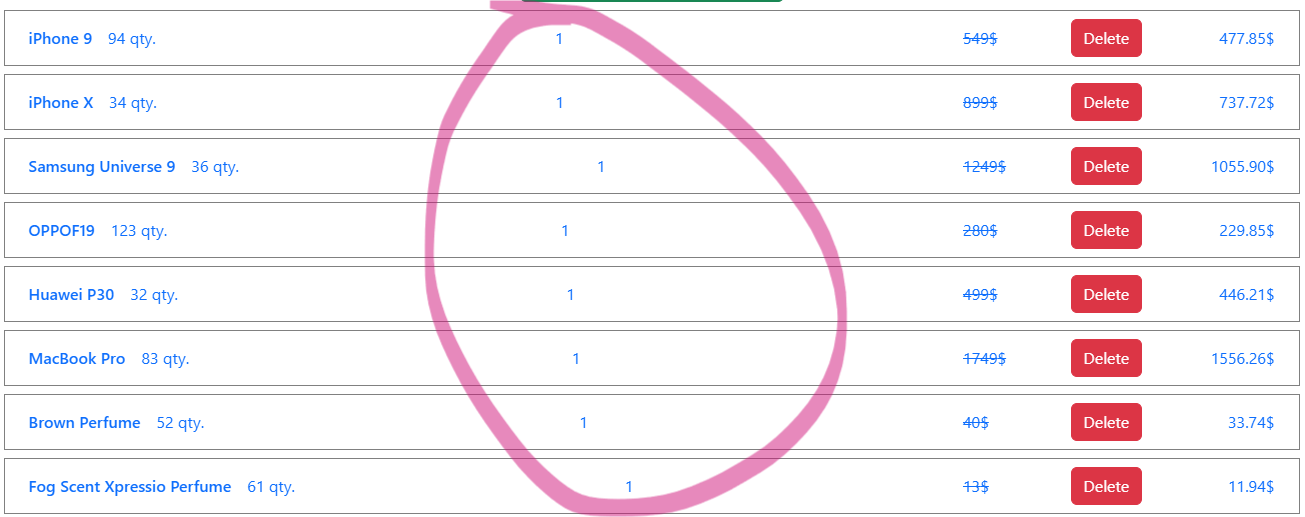 iPhone 9 94 qty. 1 549$ Delete 477.85$
iPhone X 34 qty. 1 899$ Delete 737.72$
Samsung Universe 9 36 qty. 1 1249$ Delete 1055.90$
OPPOF19 123 qty. 1 280$ Delete 229.85$
Huawei P30 32 qty. 1 499$ Delete 446.21$
MacBook Pro 83 qty. 1 1749$ Delete 1556.26$
Brown Perfume 52 qty. 1 40$ Delete 33.74$
Fog Scent Xpressio Perfume 61 qty. 1 13$ Delete 11.94$